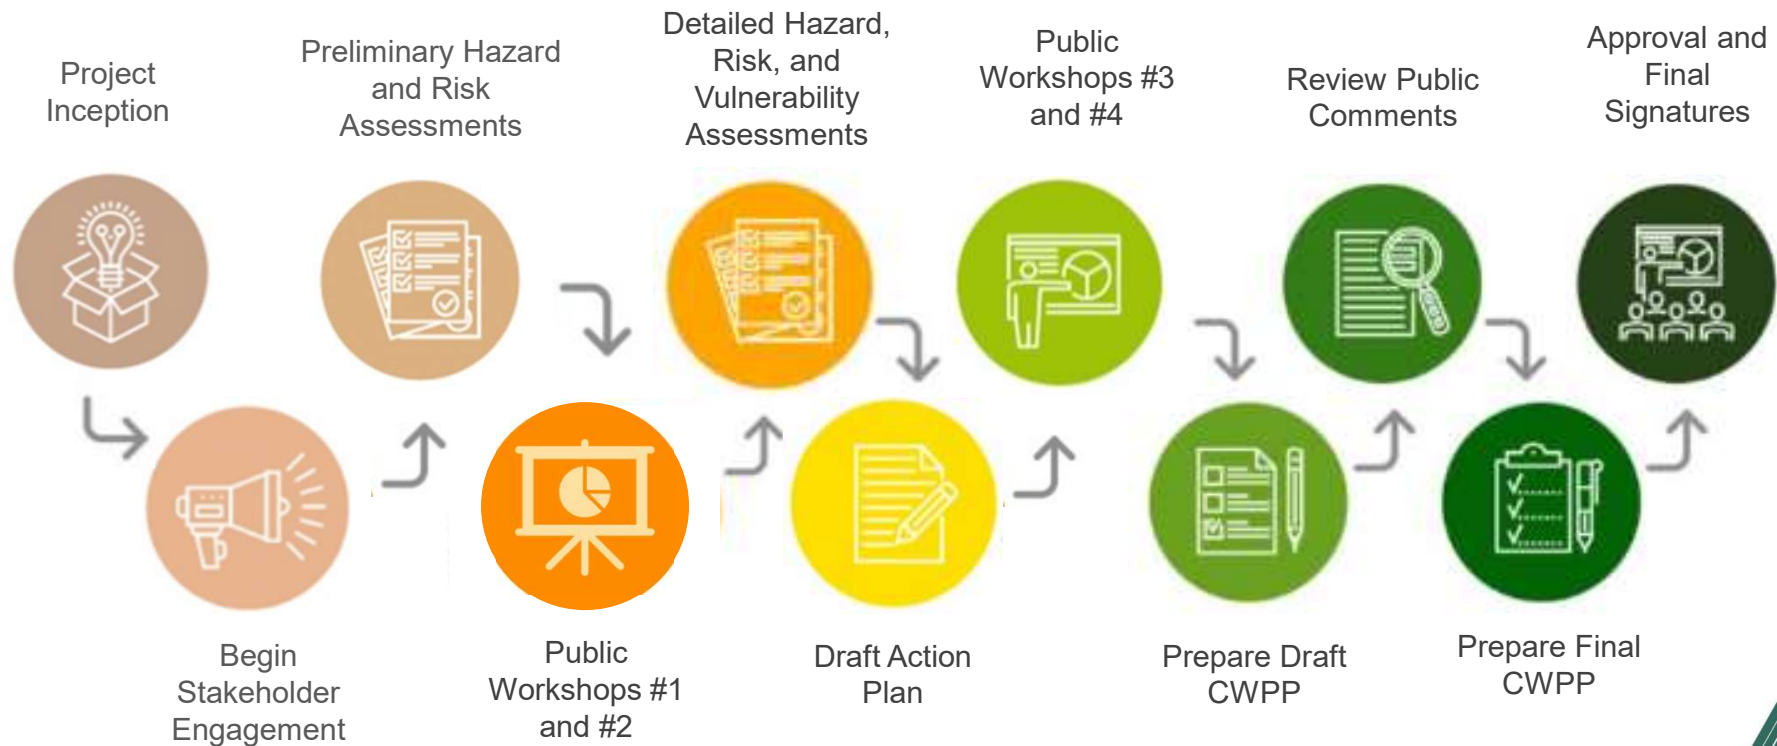 Project
Inception
Begin
Stakeholder
Engagement
Preliminary Hazard
and Risk
Assessments
Public
Workshops #1
and #2
Detailed Hazard,
Risk, and
Vulnerability
Assessments
Draft Action
Plan
Public
Workshops #3
and #4
Prepare Draft
CWPP
Review Public
Comments
Prepare Final
CWPP
Approval and
Final
Signatures